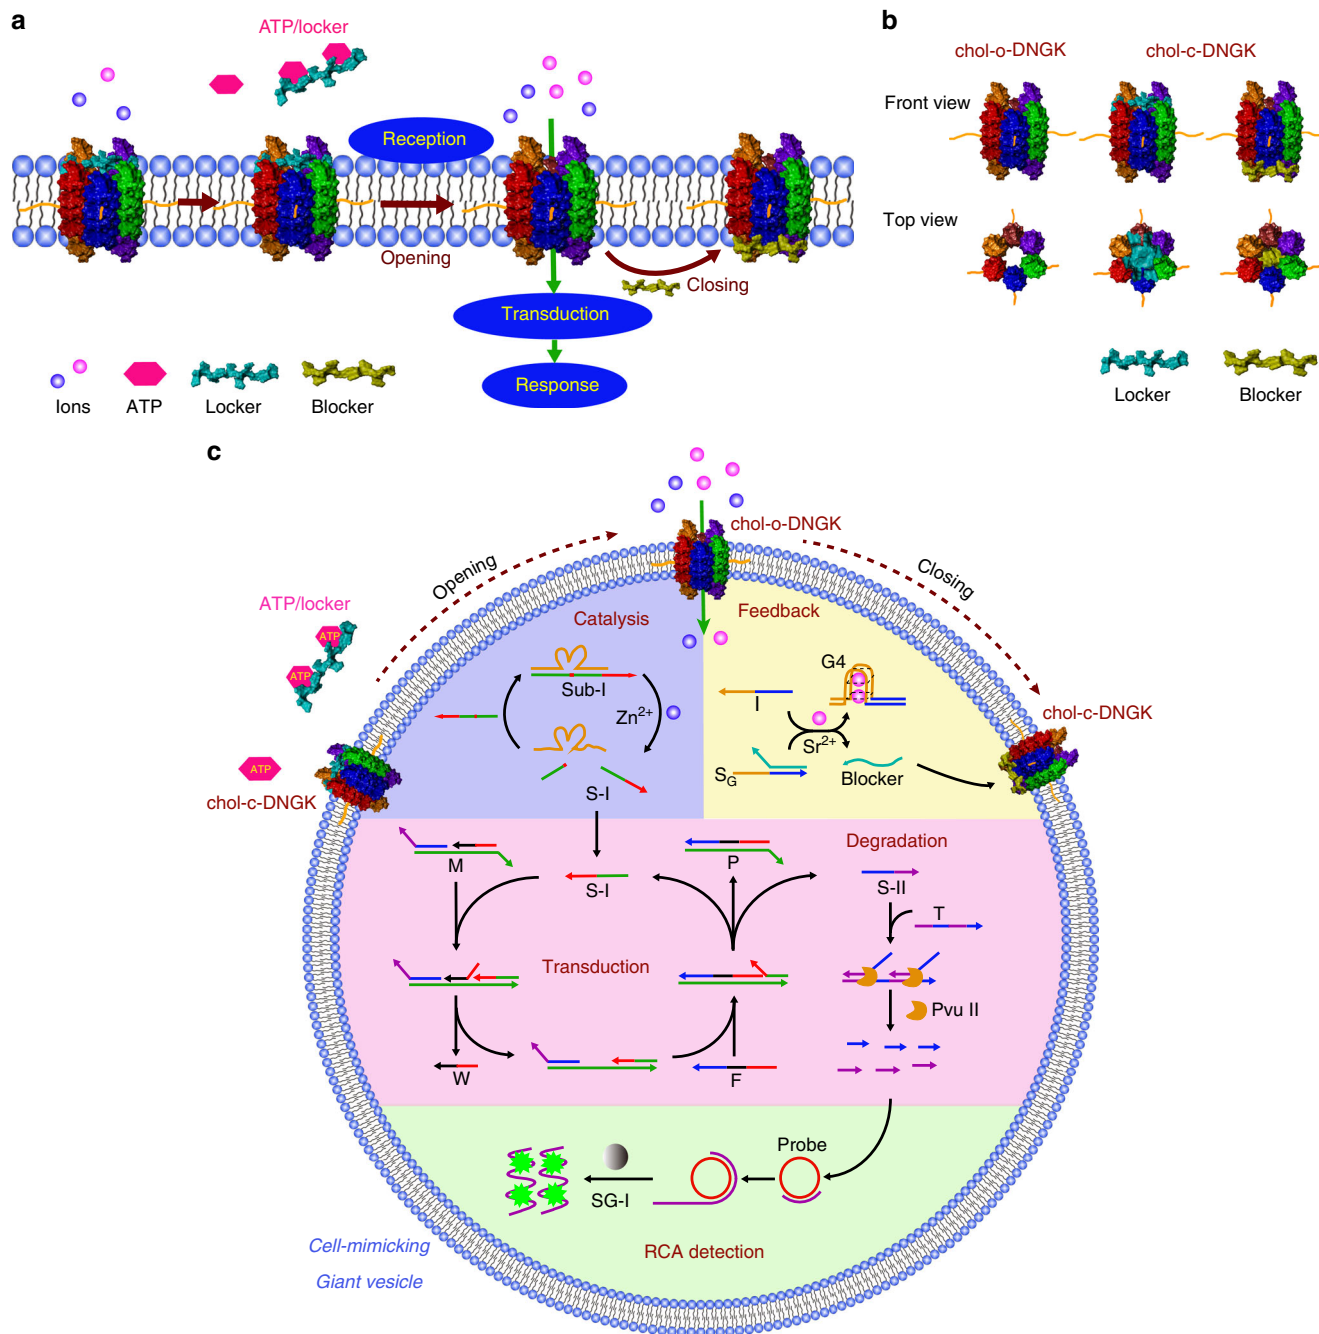 a
ATP/locker
Reception
Opening
Closing
Transduction
Response
Ions
ATP
Locker
Blocker
b
chol-o-DNGK
chol-c-DNGK
Front view
Top view
Locker
Blocker
c
chol-o-DNGK
Opening
Closing
ATP/locker
ATP
ATP
ATP
chol-c-DNGK
chol-c-DNGK
Catalysis
Feedback
Sub-I
Zn2+
S-I
G4
I
Sr2+
SG
Blocker
M
S-I
P
Degradation
S-II
T
Transduction
Pvu II
W
F
Probe
SG-I
RCA detection
Cell-mimicking
Giant vesicle